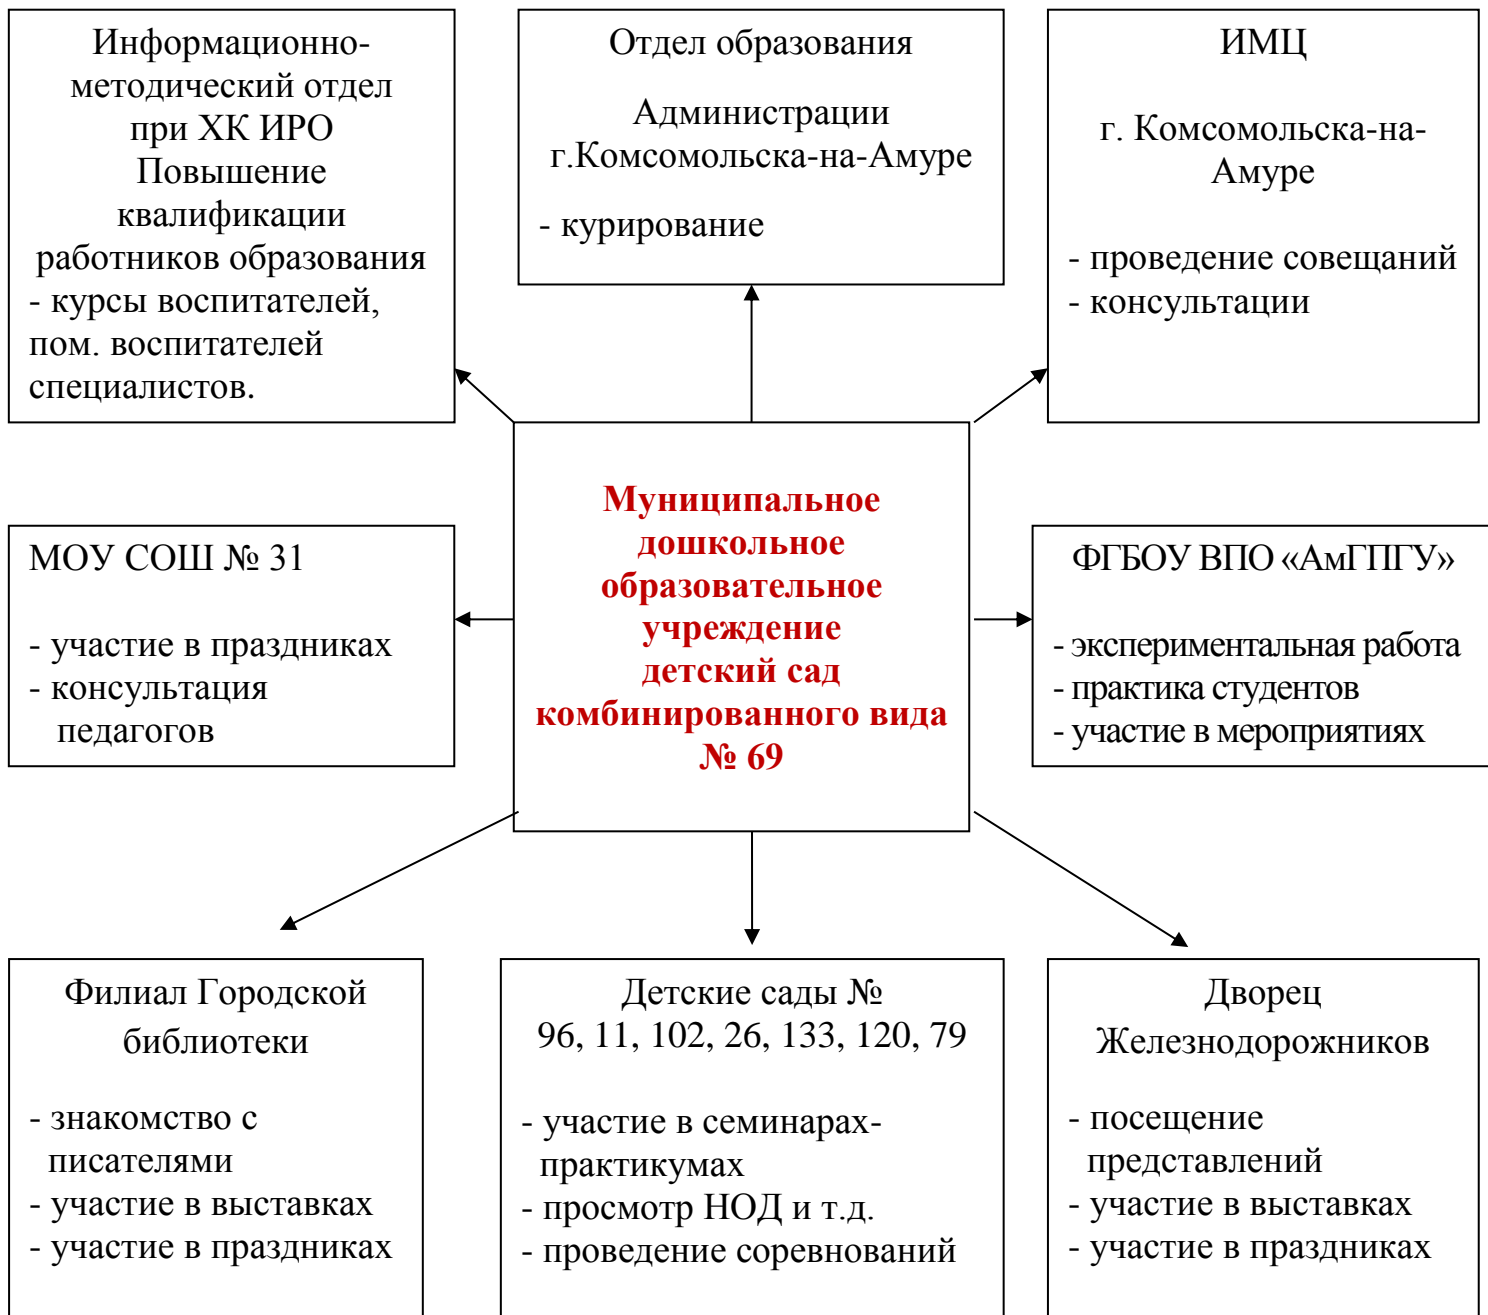 Информационно-
методический отдел
при ХК ИРО
Повышение
квалификации
работников образования
- курсы воспитателей,
пом. воспитателей
специалистов.
Отдел образования
Администрации
г.Комсомольска-на-Амуре
- курирование
ИМЦ
г. Комсомольска-на-
Амуре
- проведение совещаний
- консультации
МОУ СОШ № 31
- участие в праздниках
- консультация
педагогов
Муниципальное
дошкольное
образовательное
учреждение
детский сад
комбинированного вида
№ 69
ФГБОУ ВПО «АмГПГУ»
- экспериментальная работа
- практика студентов
- участие в мероприятиях
Филиал Городской
библиотеки
- знакомство с
писателями
- участие в выставках
- участие в праздниках
Детские сады №
96, 11, 102, 26, 133, 120, 79
- участие в семинарах-
практикумах
- просмотр НОД и т.д.
- проведение соревнований
Дворец
Железнодорожников
- посещение
представлений
- участие в выставках
- участие в праздниках